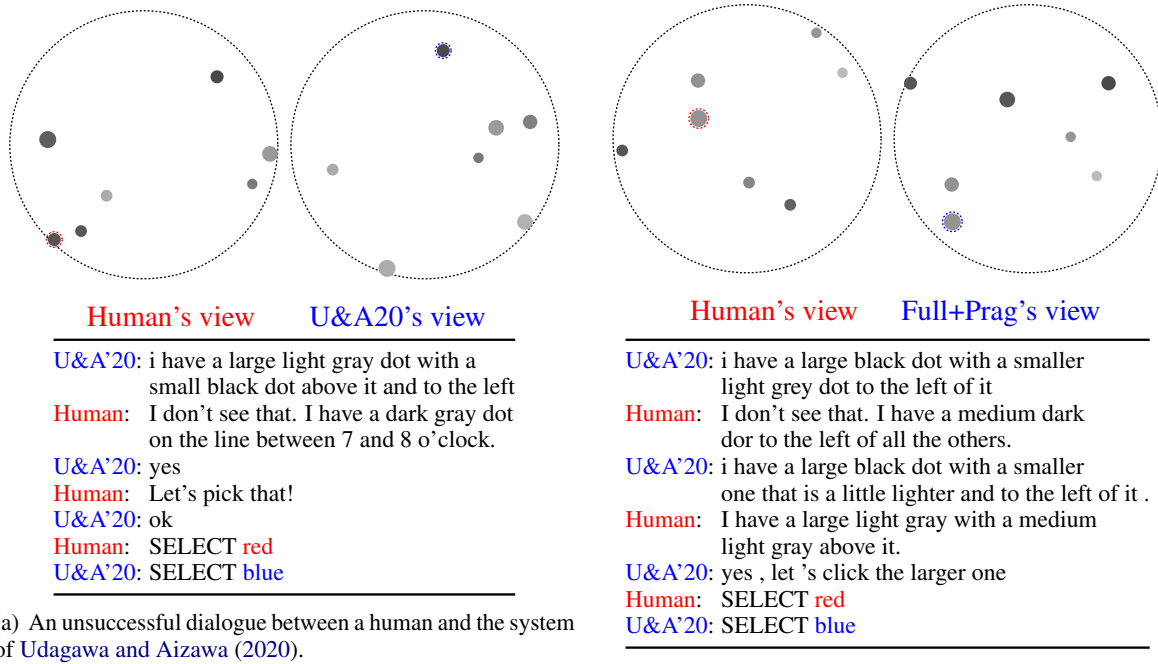 Human's view U&A20's view
U&A'20: i have a large light gray dot with a
small black dot above it and to the left
Human: I don't see that. I have a dark gray dot
on the line between 7 and 8 o'clock.
U&A'20: yes
Human: Let's pick that!
U&A'20: ok
Human: SELECT red
U&A'20: SELECT blue
a) An unsuccessful dialogue between a human and the system
of Udagawa and Aizawa (2020).
Human's view Full+Prag's view
U&A'20: i have a large black dot with a smaller
light grey dot to the left of it
Human: I don't see that. I have a medium dark
dor to the left of all the others.
U&A'20: i have a large black dot with a smaller
one that is a little lighter and to the left of it .
Human: I have a large light gray with a medium
light gray above it.
U&A'20: yes , let 's click the larger one
Human: SELECT red
U&A'20: SELECT blue